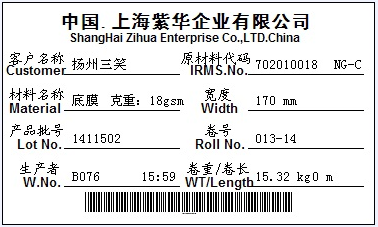 中国.上海紫华企业有限公司
ShangHai Zihua Enterprise Co.,LTD.China
客户名称 扬州三笑 原材料代码 702010018 NG-C
Customer IRMS.No.
材料名称 底膜 克重：18gsm 宽度 170 mm
Material Width
产品批号 1411502 卷号 013-14
Lot No. Roll No.
生产者 B076 15:59 卷重/卷长 15.32 kg0 m
W.No. WT/Length